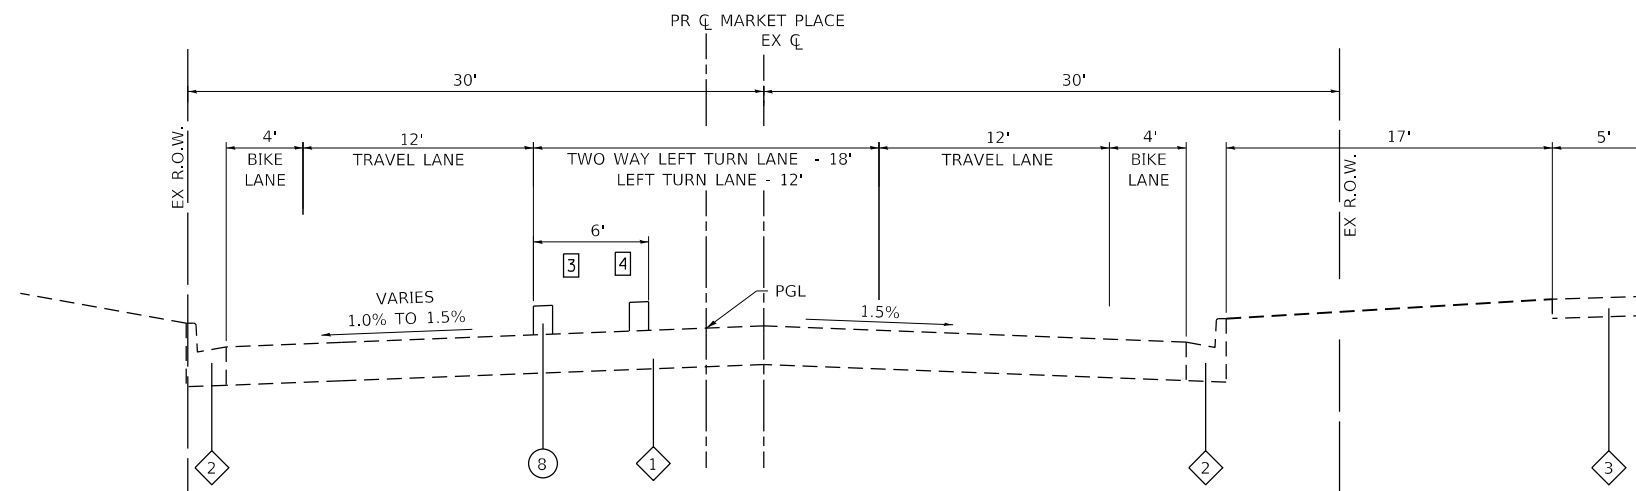 PR ℄ MARKET PLACE
EX ℄
30'
30'
EX R.O.W.
4'
BIKE
LANE
12'
TRAVEL LANE
TWO WAY LEFT TURN LANE - 18'
LEFT TURN LANE - 12'
12'
TRAVEL LANE
4'
BIKE
LANE
17'
5'
EX R.O.W.
6'
3
4
VARIES
1.0% TO 1.5%
PGL
1.5%
2
8
1
2
3